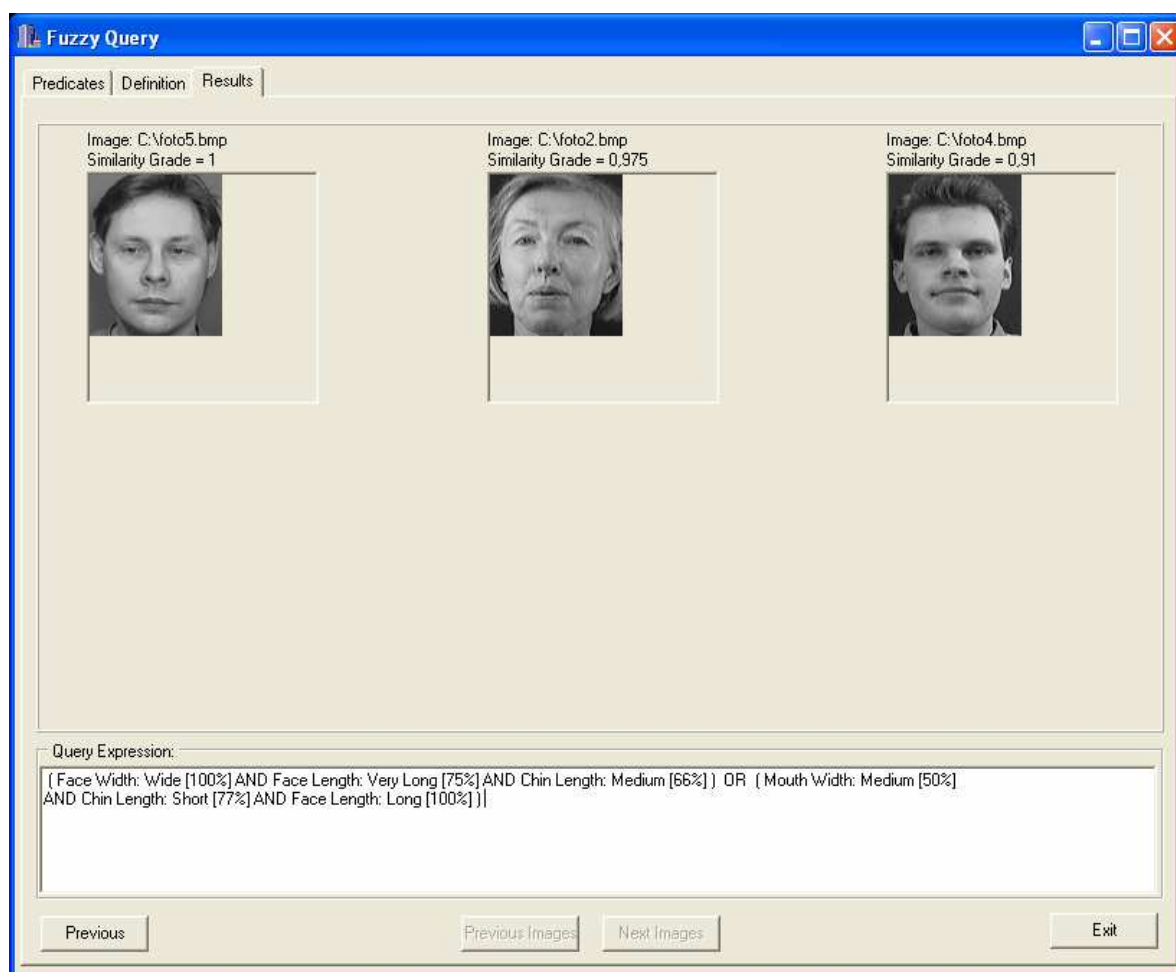 Fuzzy Query
Predicates Definition Results
Image: C:\foto5.bmp
Similarity Grade = 1
Image: C:\foto2.bmp
Similarity Grade = 0,975
Image: C:\foto4.bmp
Similarity Grade = 0,91
Query Expression:
( Face Width: Wide [100%] AND Face Length: Very Long [75%] AND Chin Length: Medium [66%] ) OR ( Mouth Width: Medium [50%]
AND Chin Length: Short [77%] AND Face Length: Long [100%] )
Previous
Previous Images
Next Images
Exit